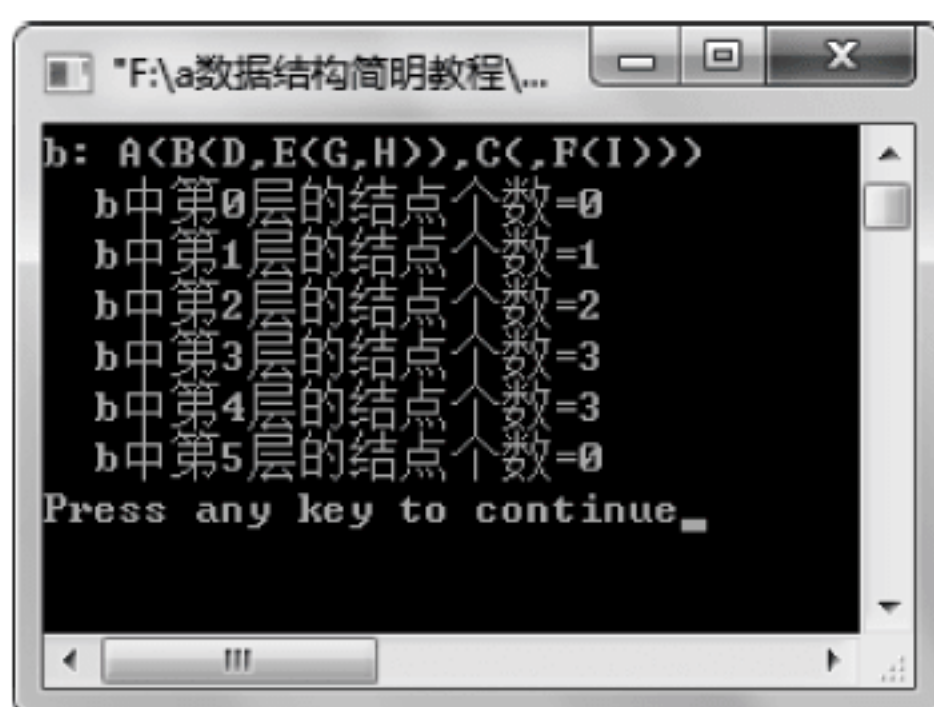 "F:\a数据结构简明教程\...
b: A(B(D,E(G,H)),C(,F(I)))
b中第0层的结点个数=0
b中第1层的结点个数=1
b中第2层的结点个数=2
b中第3层的结点个数=3
b中第4层的结点个数=3
b中第5层的结点个数=0
Press any key to continue_